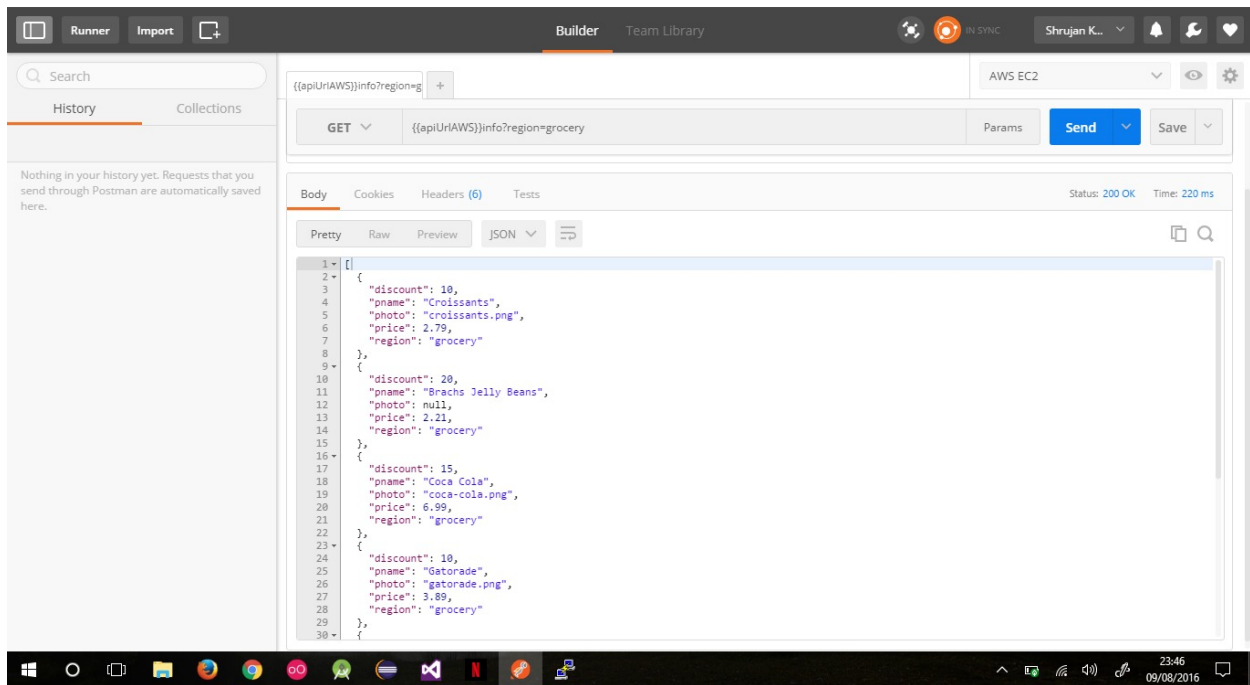 Runner Import Builder Team Library IN SYNC Shrujan K...
Search
History Collections
Nothing in your history yet. Requests that you
send through Postman are automatically saved
here.
{{apiUrlAWS}}info?region=g + AWS EC2
GET {{apiUrlAWS}}info?region=grocery Params Send Save
Body Cookies Headers (6) Tests Status: 200 OK Time: 220 ms
Pretty Raw Preview JSON
1 [
2 {
3 "discount": 10,
4 "pname": "Croissants",
5 "photo": "croissants.png",
6 "price": 2.79,
7 "region": "grocery"
8 },
9 {
10 "discount": 20,
11 "pname": "Brachs Jelly Beans",
12 "photo": null,
13 "price": 2.21,
14 "region": "grocery"
15 },
16 {
17 "discount": 15,
18 "pname": "Coca Cola",
19 "photo": "coca-cola.png",
20 "price": 6.99,
21 "region": "grocery"
22 },
23 {
24 "discount": 10,
25 "pname": "Gatorade",
26 "photo": "gatorade.png",
27 "price": 3.89,
28 "region": "grocery"
29 },
30 {
23:46
09/08/2016